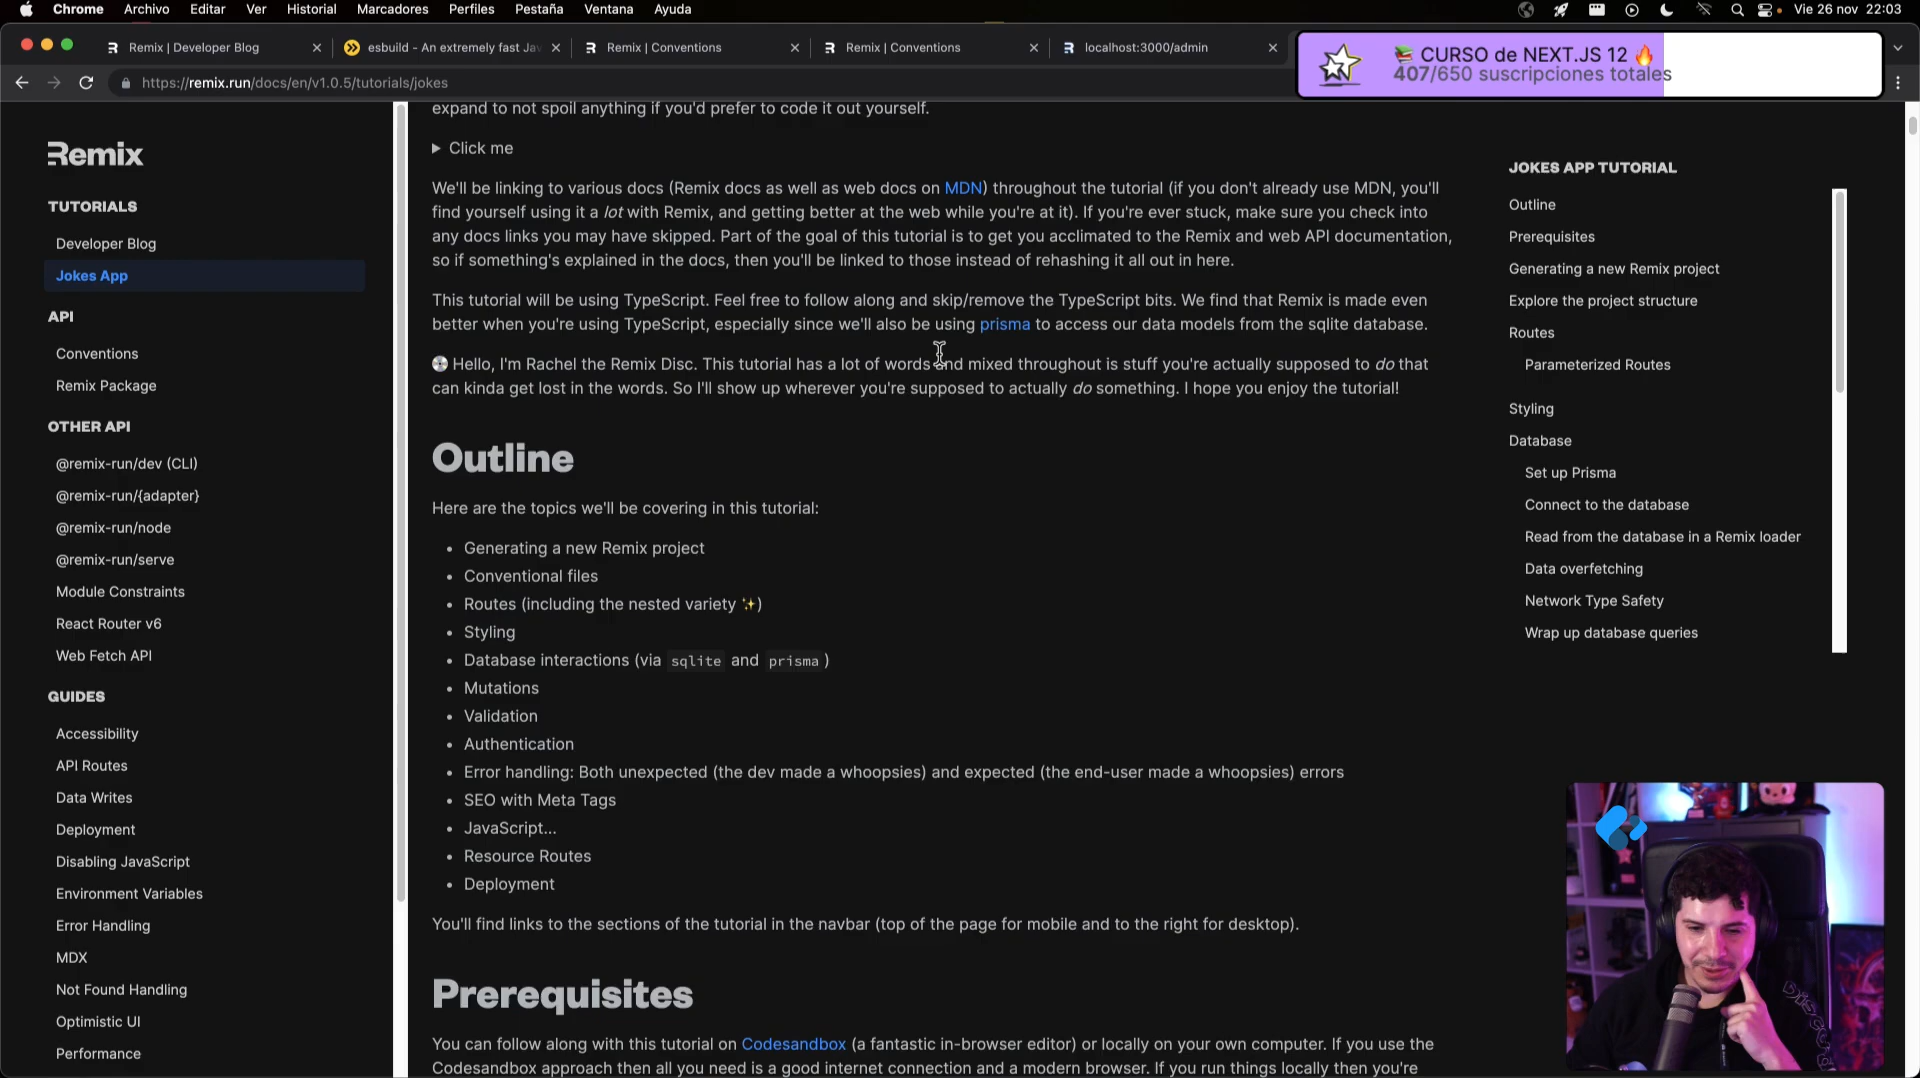 Chrome Archivo Editar Ver Historial Marcadores Perfiles Pestaña Ventana Ayuda Vie 26 nov 22:03
Remix | Developer Blog esbuild - An extremely fast Jav Remix | Conventions Remix | Conventions localhost:3000/admin
📚 CURSO de NEXT.JS 12 🔥
407/650 suscripciones totales
https://remix.run/docs/en/v1.0.5/tutorials/jokes
Remix
TUTORIALS
Developer Blog
Jokes App
API
Conventions
Remix Package
OTHER API
@remix-run/dev (CLI)
@remix-run/{adapter}
@remix-run/node
@remix-run/serve
Module Constraints
React Router v6
Web Fetch API
GUIDES
Accessibility
API Routes
Data Writes
Deployment
Disabling JavaScript
Environment Variables
Error Handling
MDX
Not Found Handling
Optimistic UI
Performance
expand to not spoil anything if you'd prefer to code it out yourself.
▶ Click me
We'll be linking to various docs (Remix docs as well as web docs on MDN) throughout the tutorial (if you don't already use MDN, you'll
find yourself using it a lot with Remix, and getting better at the web while you're at it). If you're ever stuck, make sure you check into
any docs links you may have skipped. Part of the goal of this tutorial is to get you acclimated to the Remix and web API documentation,
so if something's explained in the docs, then you'll be linked to those instead of rehashing it all out in here.
This tutorial will be using TypeScript. Feel free to follow along and skip/remove the TypeScript bits. We find that Remix is made even
better when you're using TypeScript, especially since we'll also be using prisma to access our data models from the sqlite database.
💿 Hello, I'm Rachel the Remix Disc. This tutorial has a lot of words and mixed throughout is stuff you're actually supposed to do that
can kinda get lost in the words. So I'll show up wherever you're supposed to actually do something. I hope you enjoy the tutorial!
Outline
Here are the topics we'll be covering in this tutorial:
• Generating a new Remix project
• Conventional files
• Routes (including the nested variety ✨)
• Styling
• Database interactions (via sqlite and prisma )
• Mutations
• Validation
• Authentication
• Error handling: Both unexpected (the dev made a whoopsies) and expected (the end-user made a whoopsies) errors
• SEO with Meta Tags
• JavaScript...
• Resource Routes
• Deployment
You'll find links to the sections of the tutorial in the navbar (top of the page for mobile and to the right for desktop).
Prerequisites
You can follow along with this tutorial on Codesandbox (a fantastic in-browser editor) or locally on your own computer. If you use the
Codesandbox approach then all you need is a good internet connection and a modern browser. If you run things locally then you're
JOKES APP TUTORIAL
Outline
Prerequisites
Generating a new Remix project
Explore the project structure
Routes
Parameterized Routes
Styling
Database
Set up Prisma
Connect to the database
Read from the database in a Remix loader
Data overfetching
Network Type Safety
Wrap up database queries